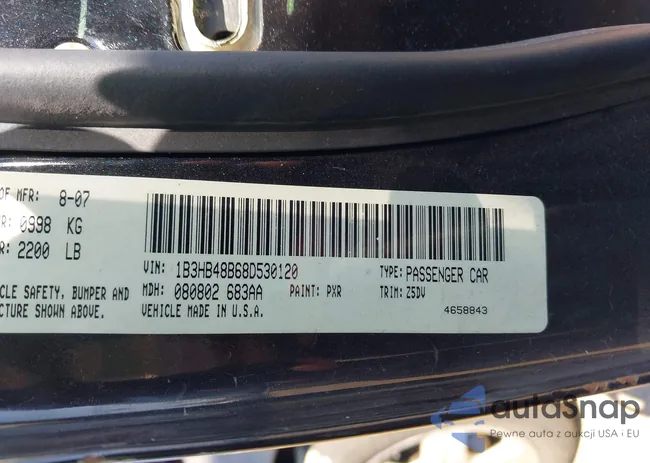 OF MFR: 8-07
R: 0998 KG
R: 2200 LB
VIN: 1B3HB48B68D530120 TYPE: PASSENGER CAR
CLE SAFETY, BUMPER AND MDH: 080802 683AA PAINT: PXR TRIM: Z5DV
CTURE SHOWN ABOVE. VEHICLE MADE IN U.S.A. 4658843
autoSnap
Pewne auta z aukcji USA i EU